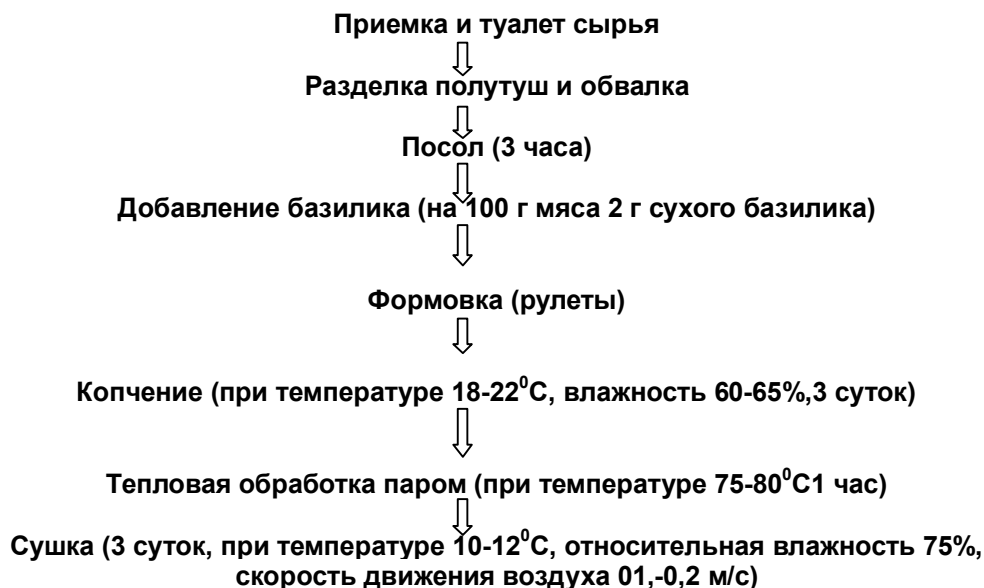 Приемка и туалет сырья
Разделка полутуш и обвалка
Посол (3 часа)
Добавление базилика (на 100 г мяса 2 г сухого базилика)
Формовка (рулеты)
Копчение (при температуре 18-22⁰С, влажность 60-65%,3 суток)
Тепловая обработка паром (при температуре 75-80⁰С1 час)
Сушка (3 суток, при температуре 10-12⁰С, относительная влажность 75%,
скорость движения воздуха 01,-0,2 м/с)